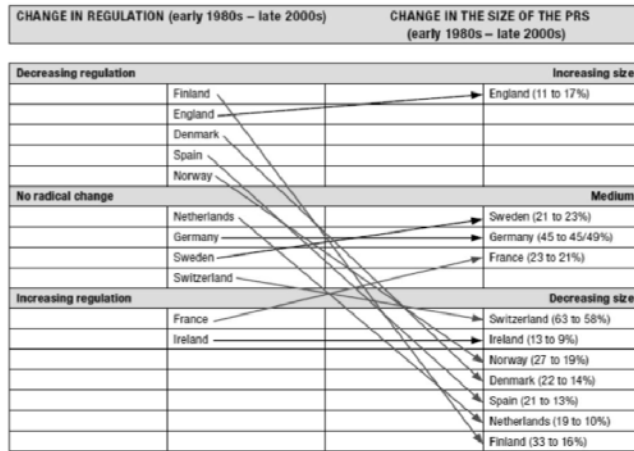 CHANGE IN REGULATION (early 1980s – late 2000s) CHANGE IN THE SIZE OF THE PRS
(early 1980s – late 2000s)
Decreasing regulation Increasing size
Finland England (11 to 17%)
England
Denmark
Spain
Norway
No radical change Medium
Netherlands Sweden (21 to 23%)
Germany Germany (45 to 45/49%)
Sweden France (23 to 21%)
Switzerland
Increasing regulation Decreasing size
France Switzerland (63 to 58%)
Ireland Ireland (13 to 9%)
Norway (27 to 19%)
Denmark (22 to 14%)
Spain (21 to 13%)
Netherlands (19 to 10%)
Finland (33 to 16%)